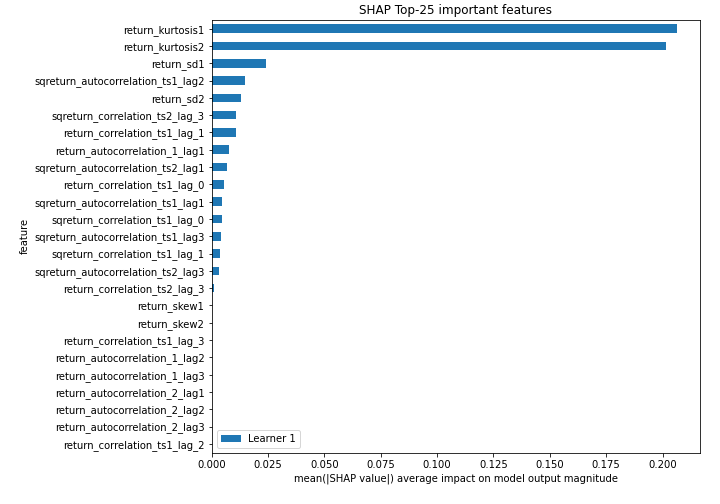 SHAP Top-25 important features
return_kurtosis1
return_kurtosis2
return_sd1
sqreturn_autocorrelation_ts1_lag2
return_sd2
sqreturn_correlation_ts2_lag_3
return_correlation_ts1_lag_1
return_autocorrelation_1_lag1
sqreturn_autocorrelation_ts2_lag1
return_correlation_ts1_lag_0
sqreturn_autocorrelation_ts1_lag1
sqreturn_correlation_ts1_lag_0
sqreturn_autocorrelation_ts1_lag3
sqreturn_correlation_ts1_lag_1
sqreturn_autocorrelation_ts2_lag3
return_correlation_ts2_lag_3
return_skew1
return_skew2
return_correlation_ts1_lag_3
return_autocorrelation_1_lag2
return_autocorrelation_1_lag3
return_autocorrelation_2_lag1
return_autocorrelation_2_lag2
return_autocorrelation_2_lag3
return_correlation_ts1_lag_2
feature
Learner 1
0.000 0.025 0.050 0.075 0.100 0.125 0.150 0.175 0.200
mean(|SHAP value|) average impact on model output magnitude